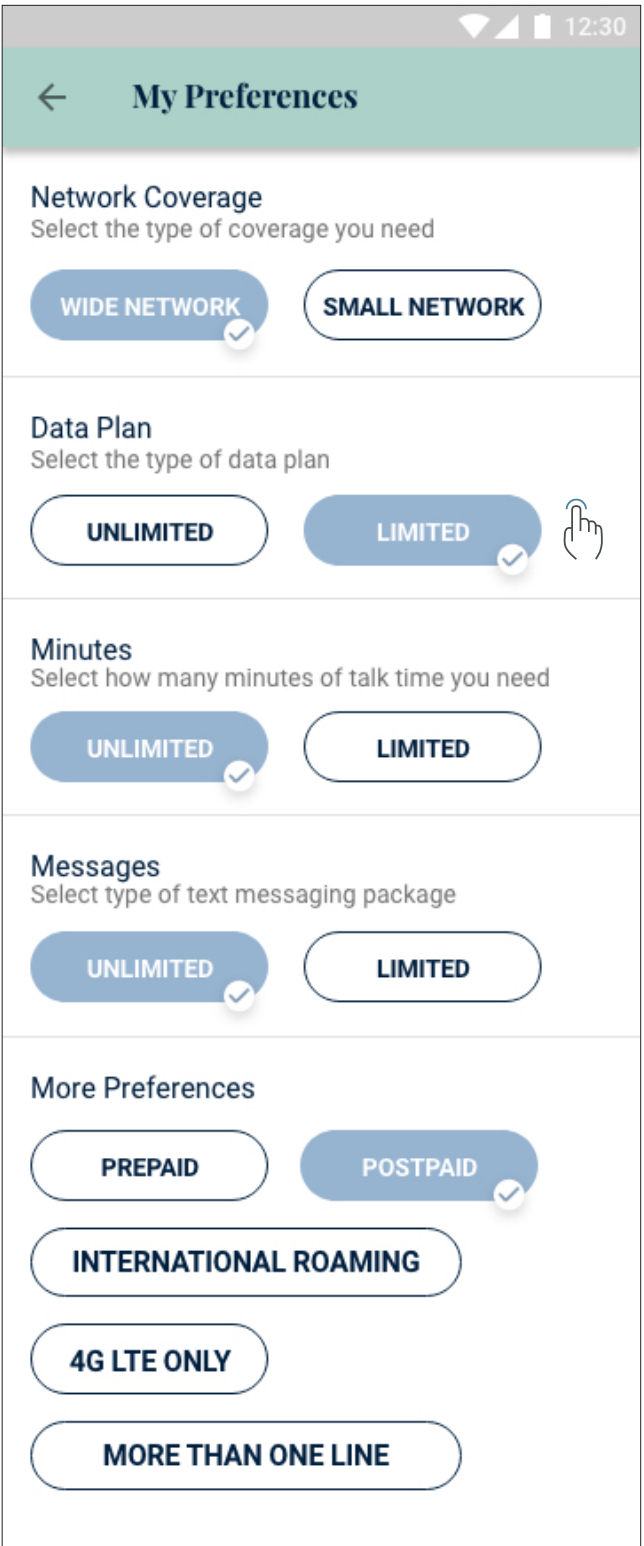 12:30
My Preferences
Network Coverage
Select the type of coverage you need
WIDE NETWORK SMALL NETWORK
Data Plan
Select the type of data plan
UNLIMITED LIMITED
Minutes
Select how many minutes of talk time you need
UNLIMITED LIMITED
Messages
Select type of text messaging package
UNLIMITED LIMITED
More Preferences
PREPAID POSTPAID
INTERNATIONAL ROAMING
4G LTE ONLY
MORE THAN ONE LINE